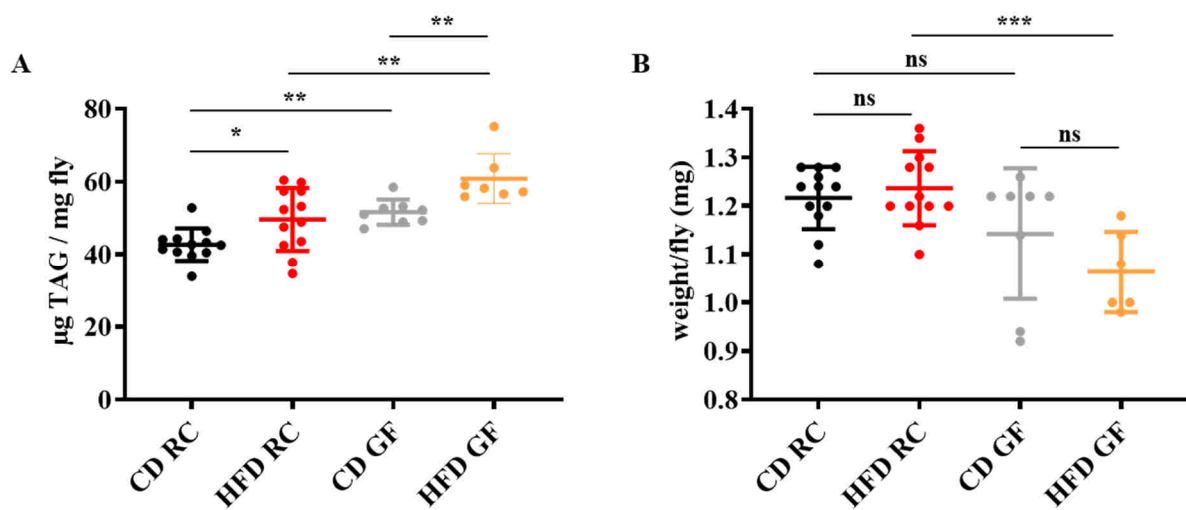 A
**
**
**
*
µg TAG / mg fly
80
60
40
20
0
CD RC
HFD RC
CD GF
HFD GF
B
***
ns
ns
ns
weight/fly (mg)
1.4
1.3
1.2
1.1
1.0
0.9
0.8
CD RC
HFD RC
CD GF
HFD GF